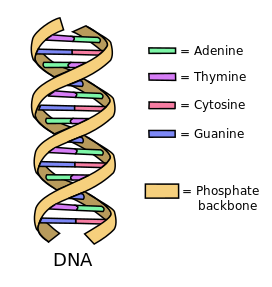 = Adenine
= Thymine
= Cytosine
= Guanine
= Phosphate
backbone
DNA